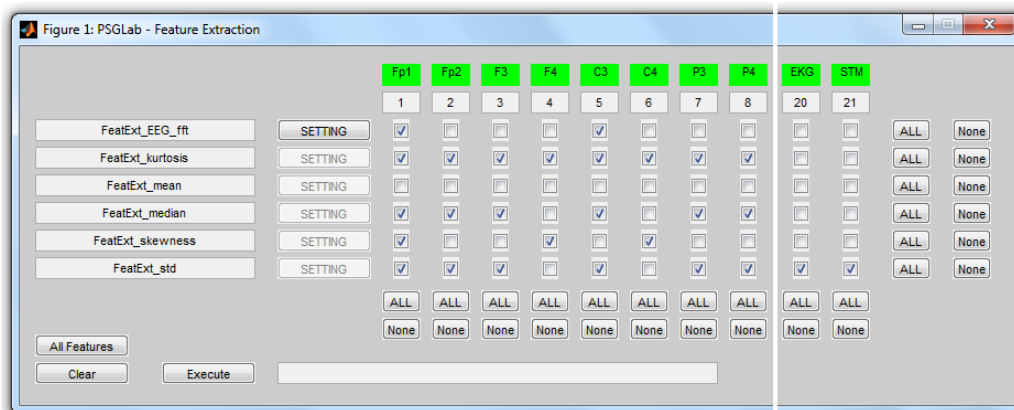 Figure 1: PSGLab - Feature Extraction
Fp1 Fp2 F3 F4 C3 C4 P3 P4 EKG STM
1 2 3 4 5 6 7 8 20 21
FeatExt_EEG_fft SETTING ALL None
FeatExt_kurtosis SETTING ALL None
FeatExt_mean SETTING ALL None
FeatExt_median SETTING ALL None
FeatExt_skewness SETTING ALL None
FeatExt_std SETTING ALL None
ALL ALL ALL ALL ALL ALL ALL ALL ALL ALL
None None None None None None None None None None
All Features
Clear Execute